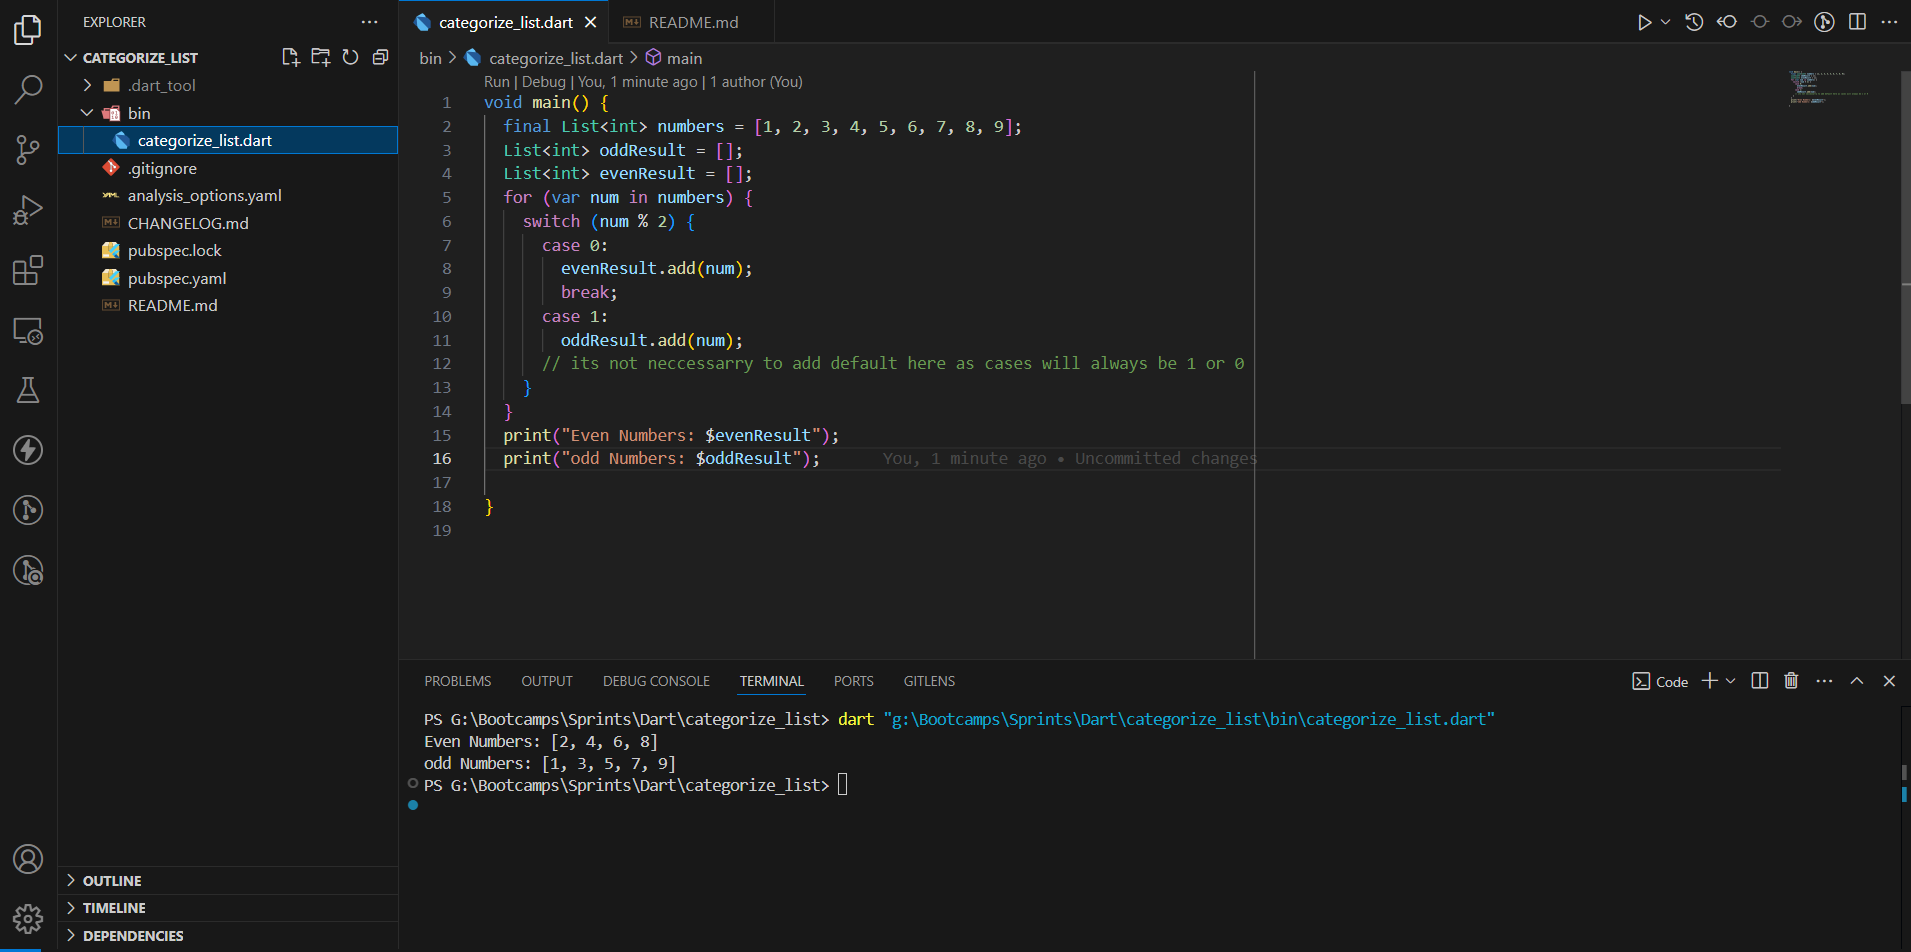 EXPLORER
CATEGORIZE_LIST
.dart_tool
bin
categorize_list.dart
.gitignore
analysis_options.yaml
CHANGELOG.md
pubspec.lock
pubspec.yaml
README.md
OUTLINE
TIMELINE
DEPENDENCIES
categorize_list.dart README.md
bin > categorize_list.dart > main
Run | Debug | You, 1 minute ago | 1 author (You)
1 void main() {
2   final List<int> numbers = [1, 2, 3, 4, 5, 6, 7, 8, 9];
3   List<int> oddResult = [];
4   List<int> evenResult = [];
5   for (var num in numbers) {
6     switch (num % 2) {
7       case 0:
8         evenResult.add(num);
9         break;
10       case 1:
11         oddResult.add(num);
12       // its not neccessarry to add default here as cases will always be 1 or 0
13     }
14   }
15   print("Even Numbers: $evenResult");
16   print("odd Numbers: $oddResult"); You, 1 minute ago • Uncommitted changes
17
18 }
19
PROBLEMS OUTPUT DEBUG CONSOLE TERMINAL PORTS GITLENS Code
PS G:\Bootcamps\Sprints\Dart\categorize_list> dart "g:\Bootcamps\Sprints\Dart\categorize_list\bin\categorize_list.dart"
Even Numbers: [2, 4, 6, 8]
odd Numbers: [1, 3, 5, 7, 9]
PS G:\Bootcamps\Sprints\Dart\categorize_list>